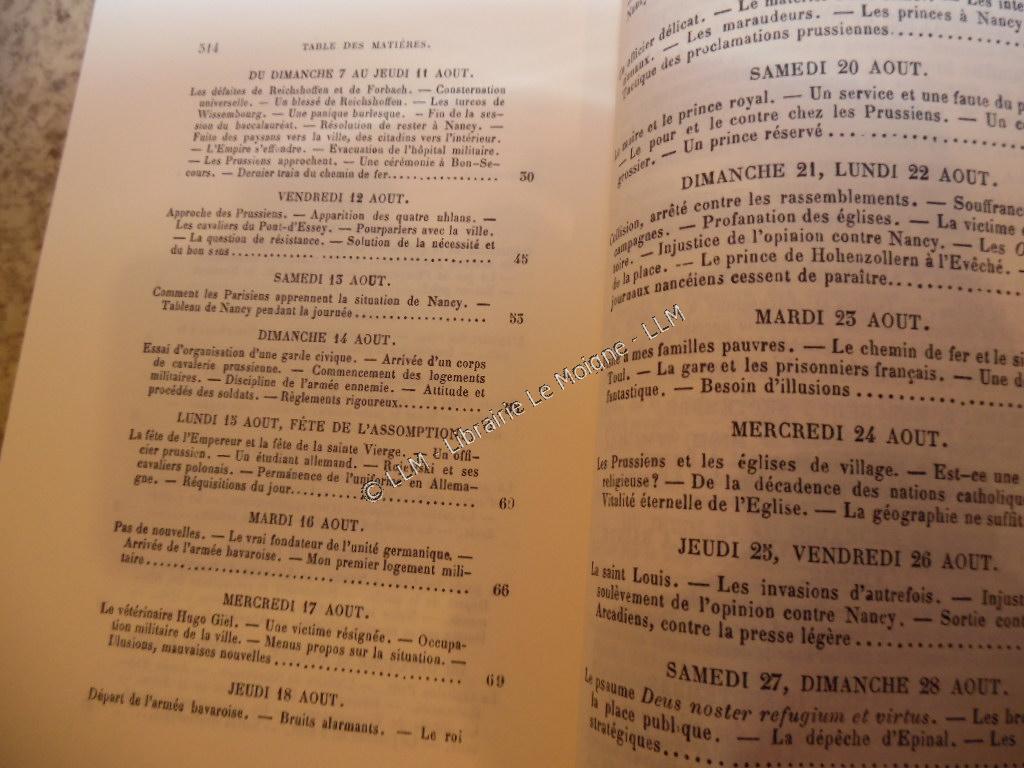 314 TABLE DES MATIÈRES.
DU DIMANCHE 7 AU JEUDI 11 AOUT.
Les défaites de Reichshoffen et de Forbach. — Consternation
universelle. — Un blessé de Reichshoffen. — Les turcos de
Wissembourg. — Une panique burlesque. — Fin de la ses-
sion du baccalauréat. — Résolution de rester à Nancy. —
Fuite des paysans vers la ville, des citadins vers l'intérieur.
— L'Empire s'effondre. — Evacuation de l'hôpital militaire.
— Les Prussiens approchent. — Une cérémonie à Bon-Se-
cours. — Dernier train du chemin de fer.................... 30
VENDREDI 12 AOUT.
Approche des Prussiens. — Apparition des quatre uhlans. —
Les cavaliers du Pont-d'Essey. — Pourparlers avec la ville.
— La question de résistance. — Solution de la nécessité et
du bon sens.................... 45
SAMEDI 13 AOUT.
Comment les Parisiens apprennent la situation de Nancy. —
Tableau de Nancy pendant la journée.................... 53
DIMANCHE 14 AOUT.
Essai d'organisation d'une garde civique. — Arrivée d'un corps
de cavalerie prussienne. — Commencement des logements
militaires. — Discipline de l'armée ennemie. — Attitude et
procédés des soldats. — Règlements rigoureux....................
LUNDI 15 AOUT, FÊTE DE L'ASSOMPTION.
La fête de l'Empereur et la fête de la sainte Vierge. — Un offi-
cier prussien. — Un étudiant allemand. — et ses
cavaliers polonais. — Permanence de l'uniforme en Allema-
gne. — Réquisitions du jour.................... 60
MARDI 16 AOUT.
Pas de nouvelles. — Le vrai fondateur de l'unité germanique. —
Arrivée de l'armée bavaroise. — Mon premier logement mili-
taire.................... 66
MERCREDI 17 AOUT.
Le vétérinaire Hugo Giel. — Une victime résignée. — Occupa-
tion militaire de la ville. — Menus propos sur la situation. —
Illusions, mauvaises nouvelles.................... 69
JEUDI 18 AOUT.
Départ de l'armée bavaroise. — Bruits alarmants. — Le roi
officier délicat. — Le
Les maraudeurs. — Les princes à Nancy
Tactique des proclamations prussiennes....................
SAMEDI 20 AOUT.
Le maire et le prince royal. — Un service et une faute du
— Le pour et le contre chez les Prussiens. — Un
grossier. — Un prince réservé....................
DIMANCHE 21, LUNDI 22 AOUT.
Collision, arrêté contre les rassemblements. —
campagnes. — Profanation des églises. — La victime
toire. — Injustice de l'opinion contre Nancy. — Les
de la place. — Le prince de Hohenzollern à l'Evêché. —
journaux nancéiens cessent de paraître....................
MARDI 23 AOUT.
à mes familles pauvres. — Le chemin de fer et le
Toul. — La gare et les prisonniers français. — Une
fantastique. — Besoin d'illusions....................
MERCREDI 24 AOUT.
Les Prussiens et les églises de village. — Est-ce une
religieuse? — De la décadence des nations
Vitalité éternelle de l'Eglise. — La géographie ne
JEUDI 25, VENDREDI 26 AOUT.
La saint Louis. — Les invasions d'autrefois. —
soulèvement de l'opinion contre Nancy. — Sortie
Arcadiens, contre la presse légère....................
SAMEDI 27, DIMANCHE 28 AOUT.
Le psaume Deus noster refugium et virtus. — Les
la place publique. — La dépêche d'Epinal. — Les
stratégiques....................
© LLM - Librairie Le Moigne - LLM